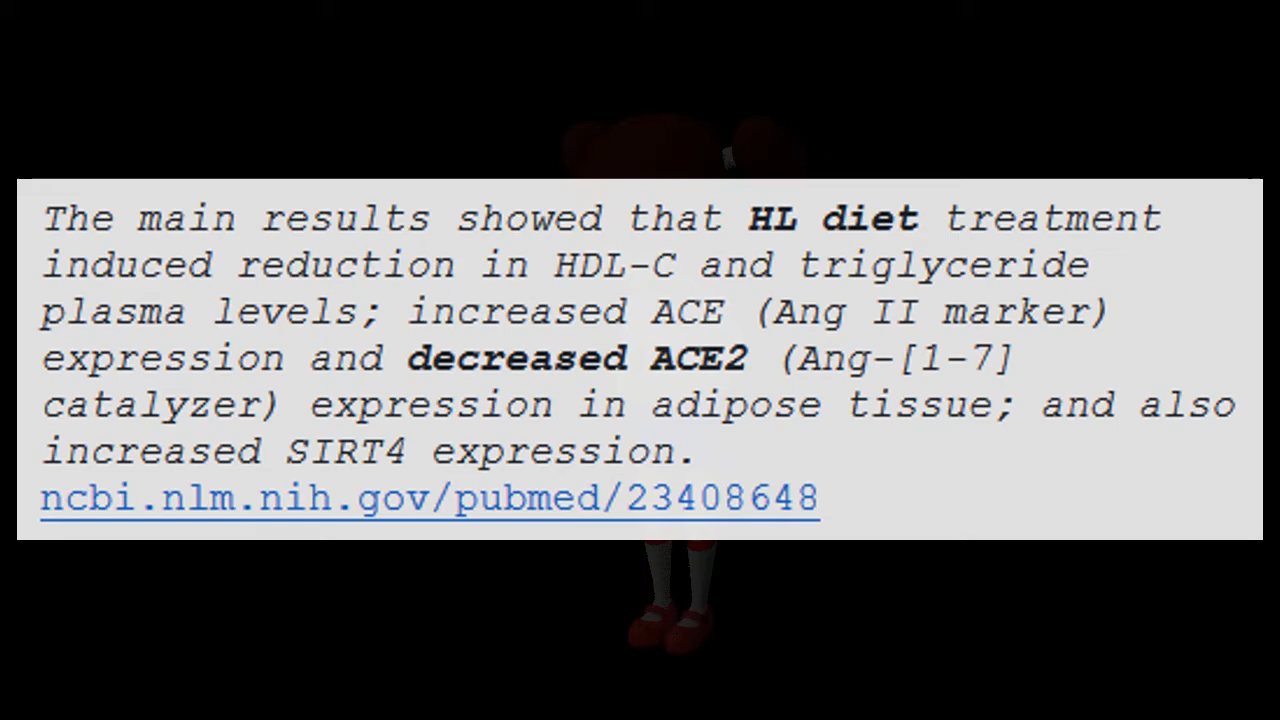 The main results showed that HL diet treatment
induced reduction in HDL-C and triglyceride
plasma levels; increased ACE (Ang II marker)
expression and decreased ACE2 (Ang-[1-7]
catalyzer) expression in adipose tissue; and also
increased SIRT4 expression.
ncbi.nlm.nih.gov/pubmed/23408648